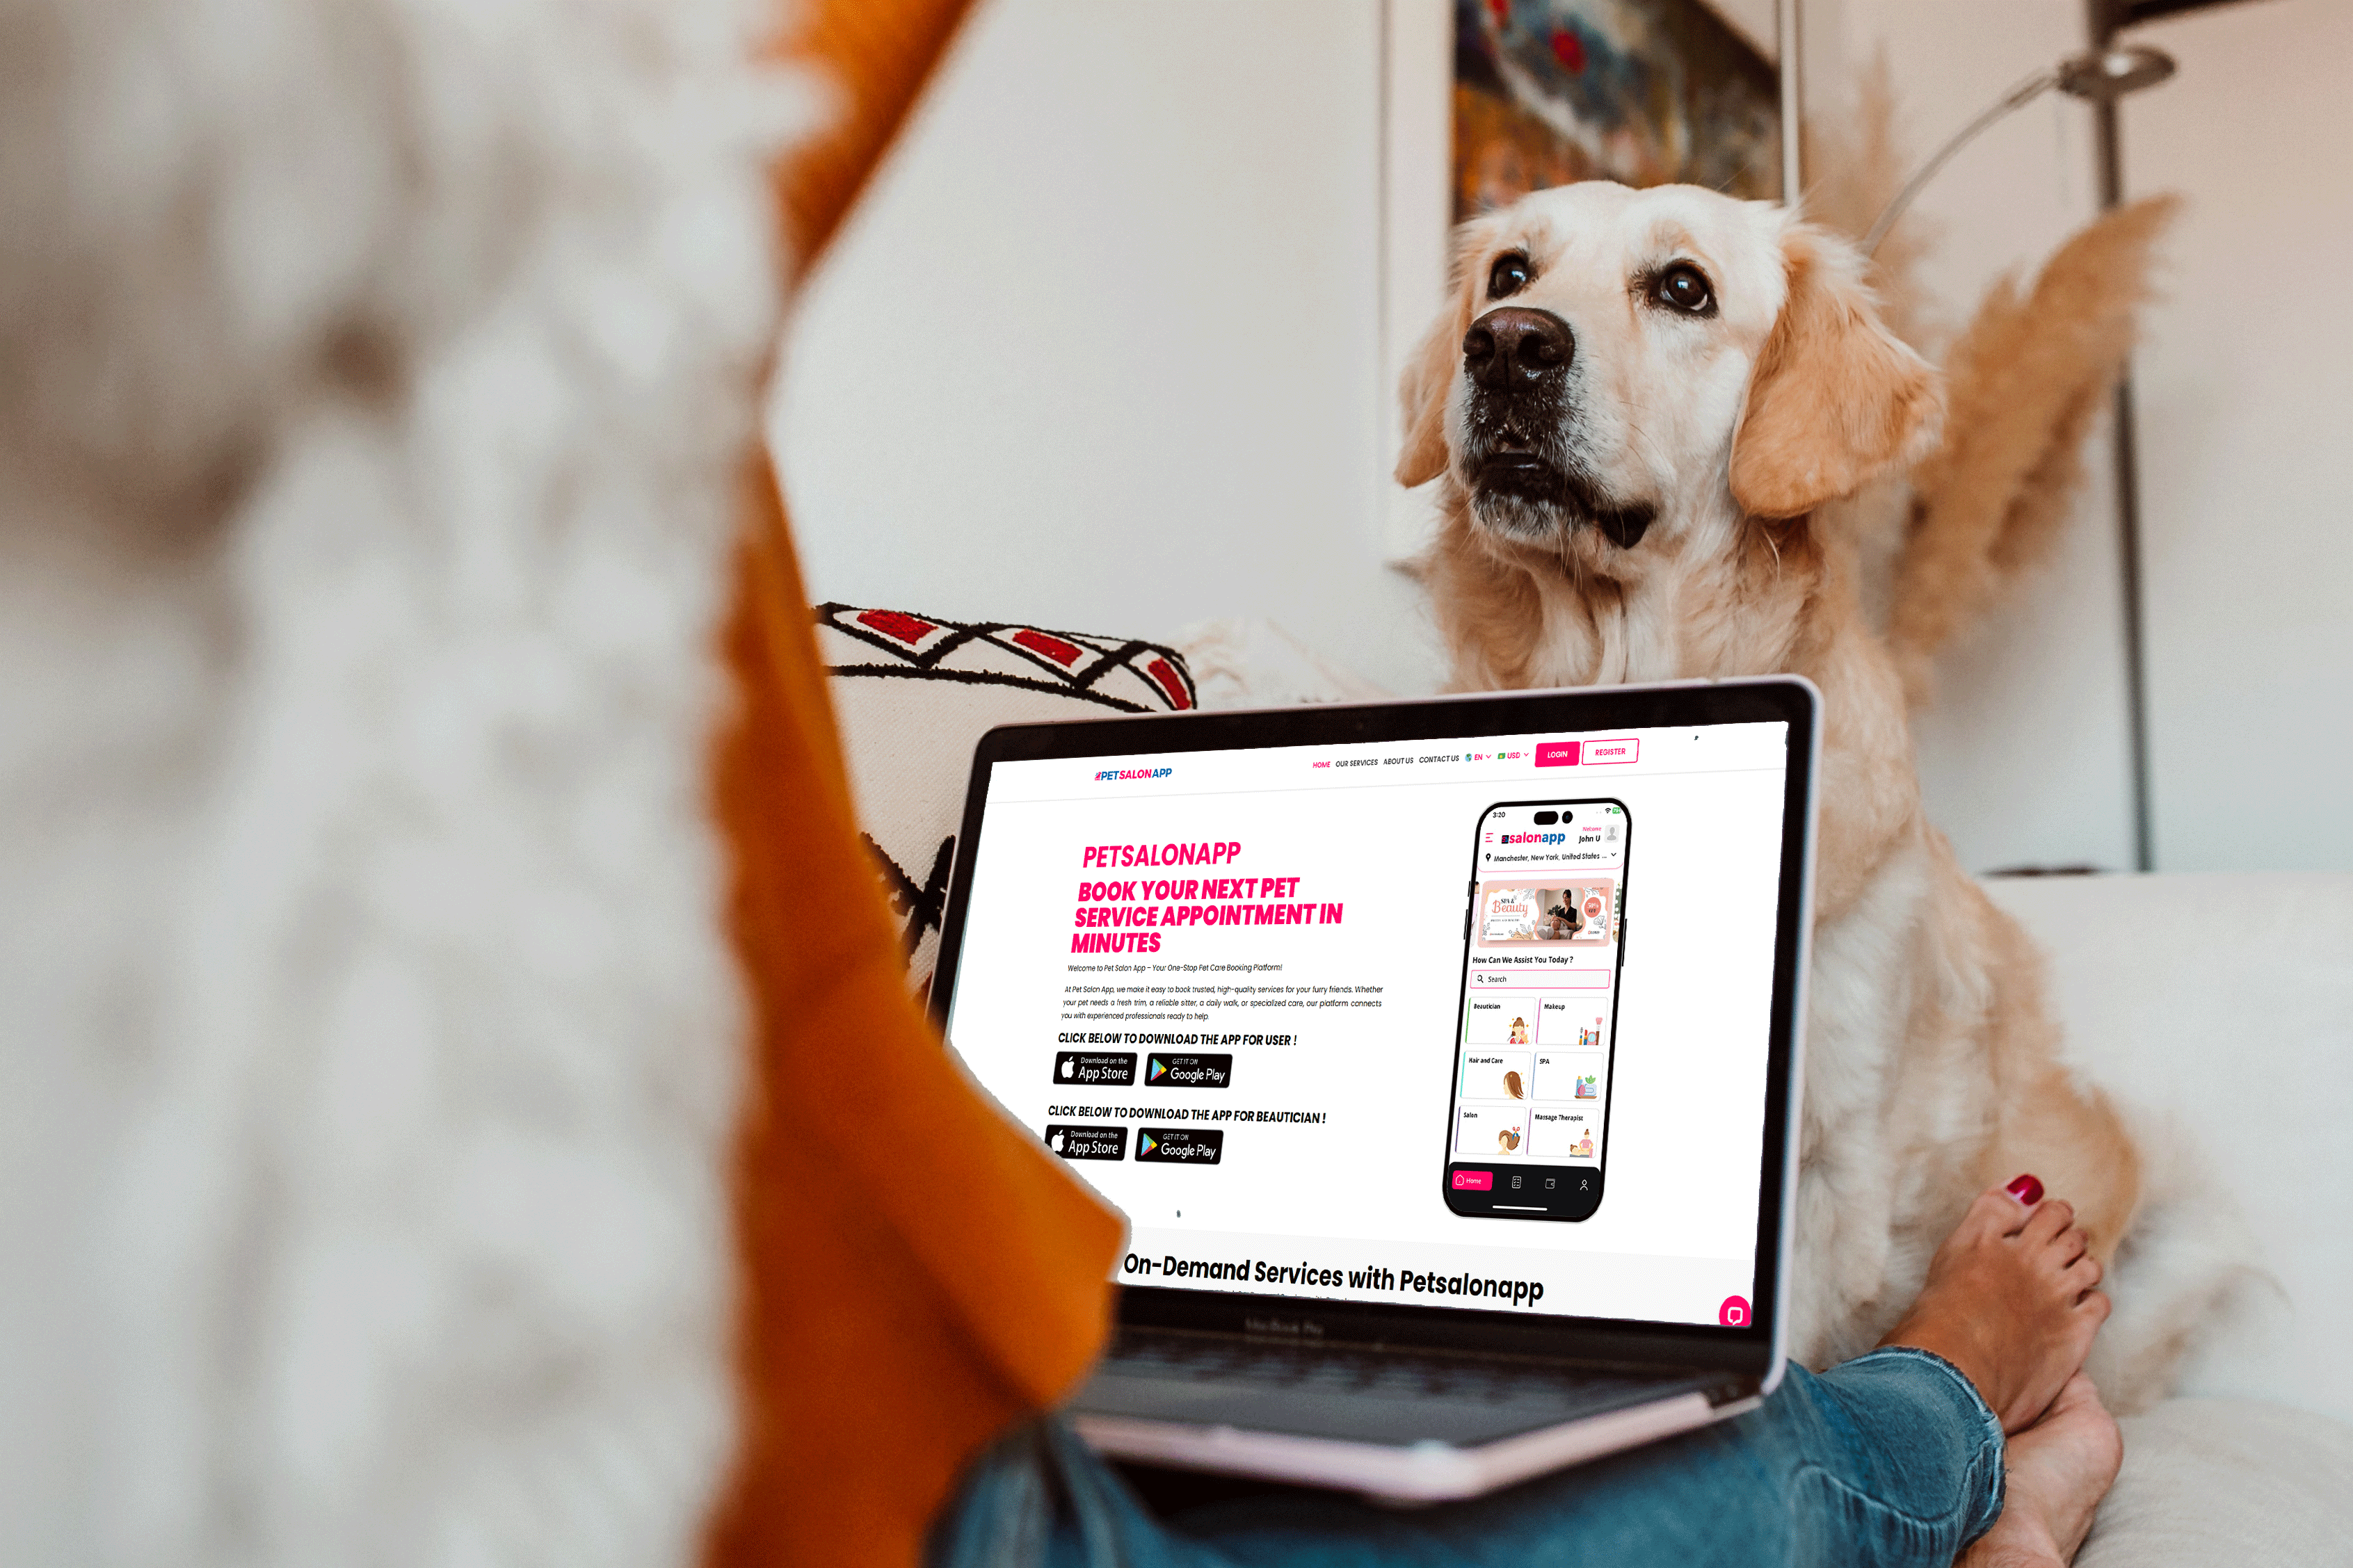 PETSALONAPP
HOME OUR SERVICES ABOUT US CONTACT US EN USD LOGIN REGISTER
PETSALONAPP
BOOK YOUR NEXT PET
SERVICE APPOINTMENT IN
MINUTES
Welcome to Pet Salon App – Your One-Stop Pet Care Booking Platform!
At Pet Salon App, we make it easy to book trusted, high-quality services for your furry friends. Whether
your pet needs a fresh trim, a reliable sitter, a daily walk, or specialized care, our platform connects
you with experienced professionals ready to help.
CLICK BELOW TO DOWNLOAD THE APP FOR USER !
Download on the
App Store
GET IT ON
Google Play
CLICK BELOW TO DOWNLOAD THE APP FOR BEAUTICIAN !
Download on the
App Store
GET IT ON
Google Play
3:20
salonapp
Welcome
John U
Manchester, New York, United States ...
SPA &
Beauty
How Can We Assist You Today ?
Search
Beautician
Makeup
Hair and Care
SPA
Salon
Massage Therapist
Home
On-Demand Services with Petsalonapp
MacBook Pro